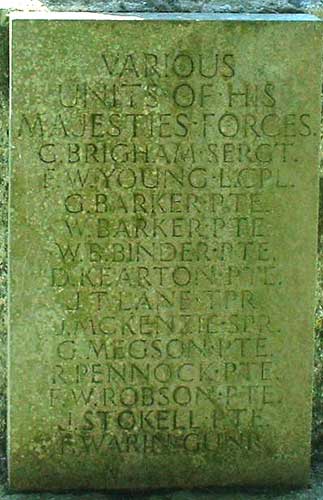 VARIOUS
UNITS·OF·HIS
MAJESTIES·FORCES.
G.BRIGHAM·SERGT.
F.W.YOUNG·L.CPL.
G.BARKER·PTE.
W.BARKER·PTE.
W.B.BINDER·PTE.
D.KEARTON·PTE.
J.T.LANE·TPR.
J.MCKENZIE·SPR.
G.MEGSON·PTE.
R.PENNOCK·PTE.
F.W.ROBSON·PTE.
J.STOKELL·PTE.
F.WARIN·GUNR.